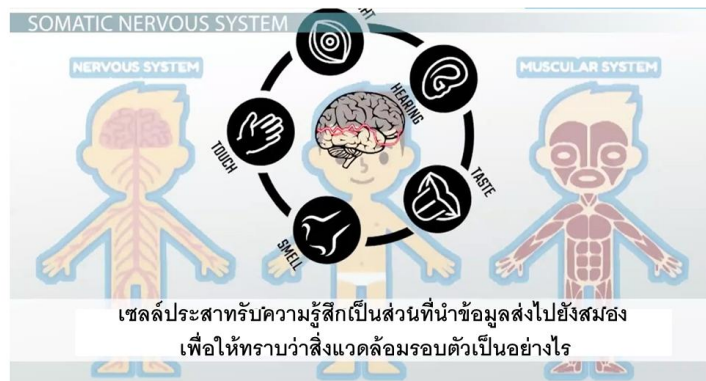 SOMATIC NERVOUS SYSTEM
NERVOUS SYSTEM
MUSCULAR SYSTEM
HEARING
TOUCH
TASTE
SMELL
เซลล์ประสาทรับความรู้สึกเป็นส่วนที่นำข้อมูลส่งไปยังสมอง
เพื่อให้ทราบว่าสิ่งแวดล้อมรอบตัวเป็นอย่างไร